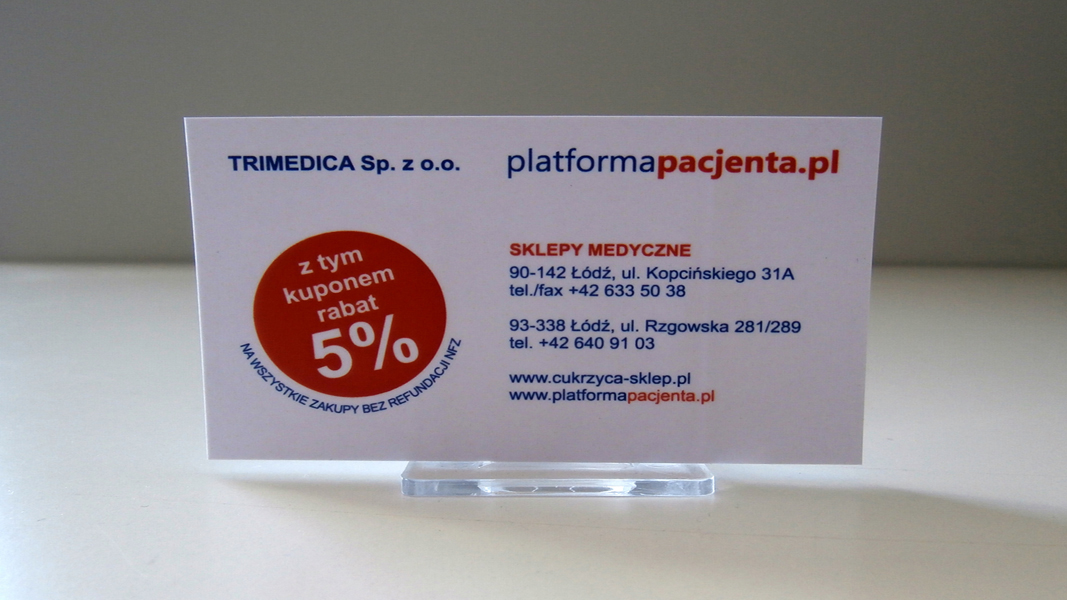 TRIMEDICA Sp. z o.o.
platformapacjenta.pl
z tym
kuponem
rabat
5%
NA WSZYSTKIE ZAKUPY BEZ REFUNDACJI NFZ
SKLEPY MEDYCZNE
90-142 Łódź, ul. Kopcińskiego 31A
tel./fax +42 633 50 38
93-338 Łódź, ul. Rzgowska 281/289
tel. +42 640 91 03
www.cukrzyca-sklep.pl
www.platformapacjenta.pl